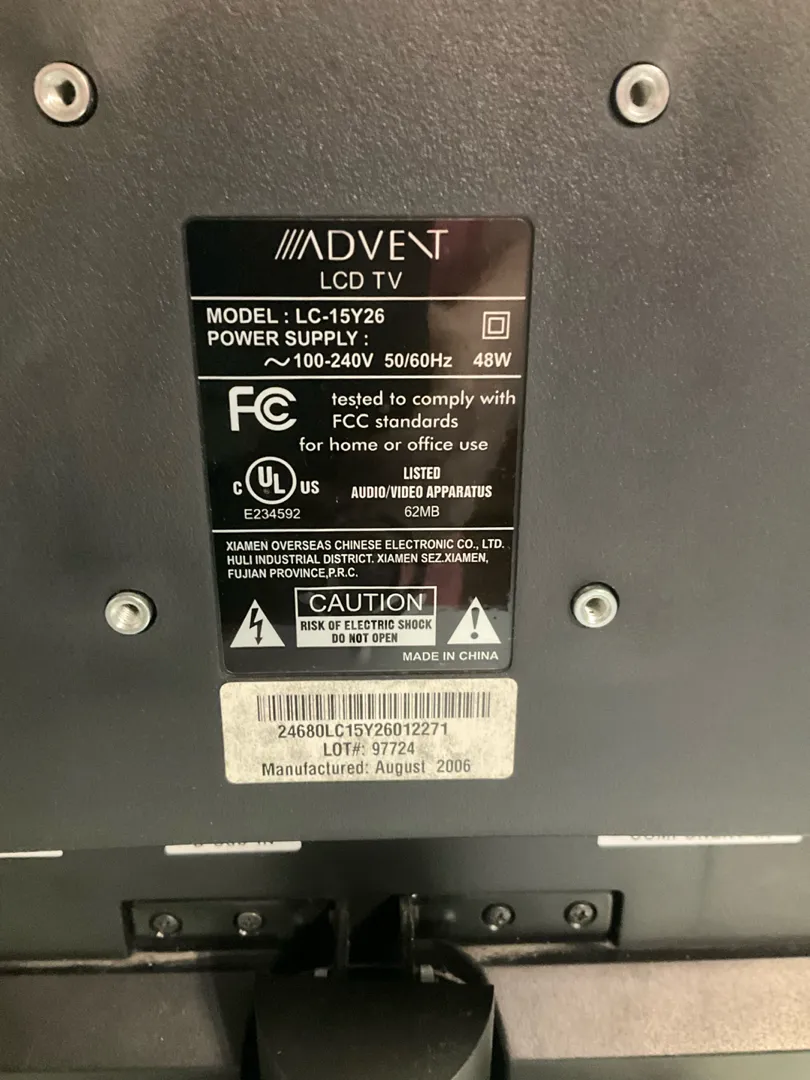 ADVENT
LCD TV
MODEL : LC-15Y26
POWER SUPPLY :
～100-240V 50/60Hz 48W
FC tested to comply with
FCC standards
for home or office use
C UL US LISTED
AUDIO/VIDEO APPARATUS
E234592 62MB
XIAMEN OVERSEAS CHINESE ELECTRONIC CO., LTD.
HULI INDUSTRIAL DISTRICT. XIAMEN SEZ.XIAMEN,
FUJIAN PROVINCE,P.R.C.
CAUTION
RISK OF ELECTRIC SHOCK
DO NOT OPEN
MADE IN CHINA
24680LC15Y26012271
LOT#: 97724
Manufactured: August 2006